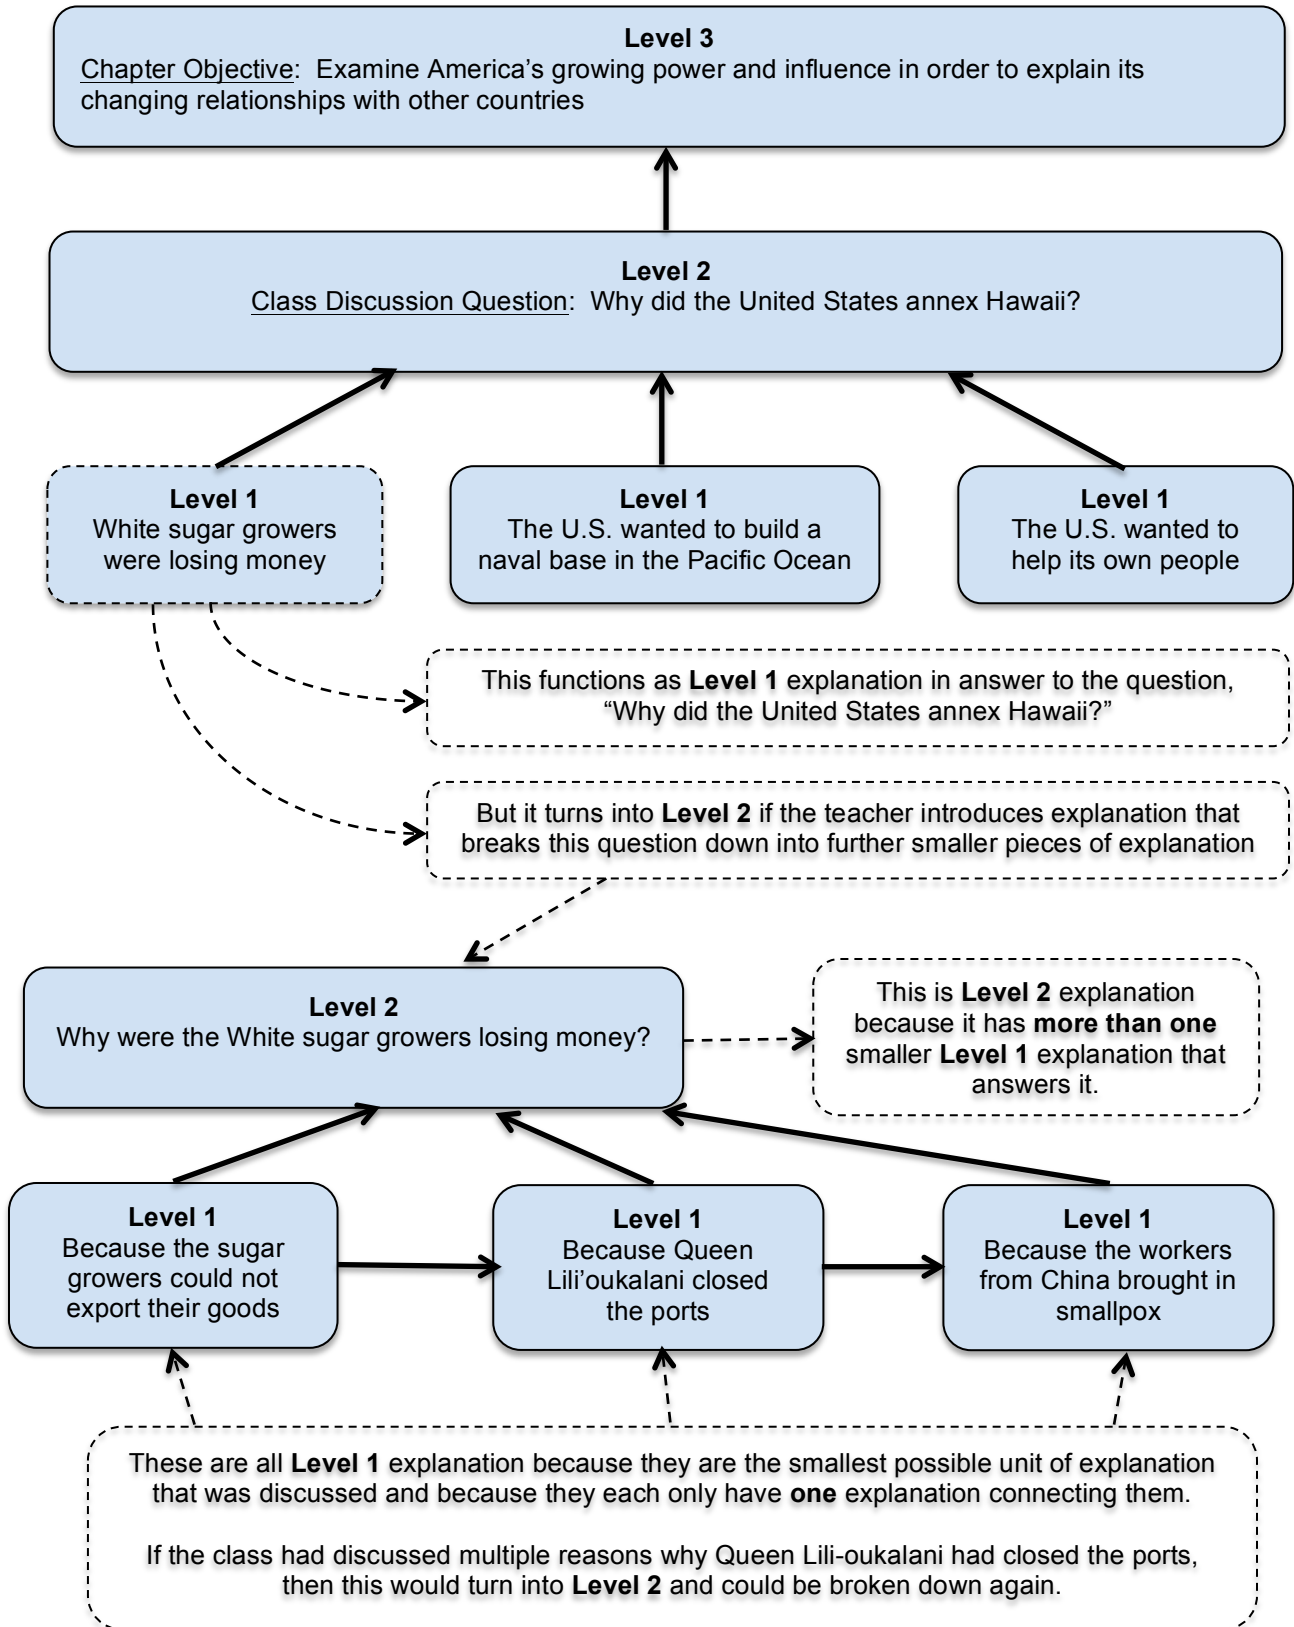 Level 3
Chapter Objective:  Examine America's growing power and influence in order to explain its
changing relationships with other countries
Level 2
Class Discussion Question:  Why did the United States annex Hawaii?
Level 1
White sugar growers
were losing money
Level 1
The U.S. wanted to build a
naval base in the Pacific Ocean
Level 1
The U.S. wanted to
help its own people
This functions as Level 1 explanation in answer to the question,
“Why did the United States annex Hawaii?”
But it turns into Level 2 if the teacher introduces explanation that
breaks this question down into further smaller pieces of explanation
Level 2
Why were the White sugar growers losing money?
This is Level 2 explanation
because it has more than one
smaller Level 1 explanation that
answers it.
Level 1
Because the sugar
growers could not
export their goods
Level 1
Because Queen
Lili’oukalani closed
the ports
Level 1
Because the workers
from China brought in
smallpox
These are all Level 1 explanation because they are the smallest possible unit of explanation
that was discussed and because they each only have one explanation connecting them.
If the class had discussed multiple reasons why Queen Lili-oukalani had closed the ports,
then this would turn into Level 2 and could be broken down again.